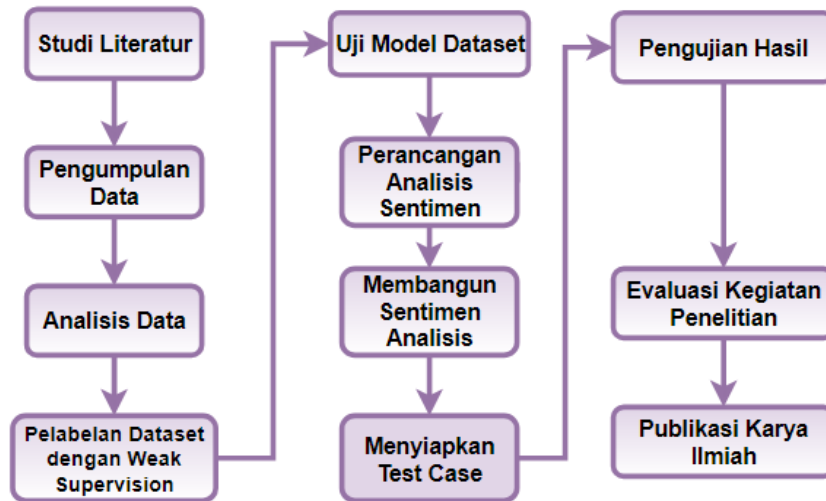 Studi Literatur
Pengumpulan
Data
Analisis Data
Pelabelan Dataset
dengan Weak
Supervision
Uji Model Dataset
Perancangan
Analisis
Sentimen
Membangun
Sentimen
Analisis
Menyiapkan
Test Case
Pengujian Hasil
Evaluasi Kegiatan
Penelitian
Publikasi Karya
Ilmiah